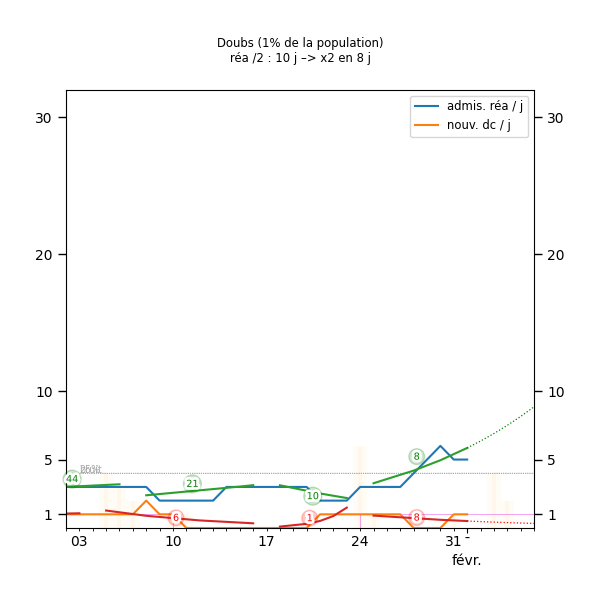 Doubs (1% de la population)
réa /2 : 10 j –> x2 en 8 j
admis. réa / j
nouv. dc / j
30 30
20 20
10 10
5 5
1 1
44 21 10 8
6 1 8
03 10 17 24 31 -
févr.